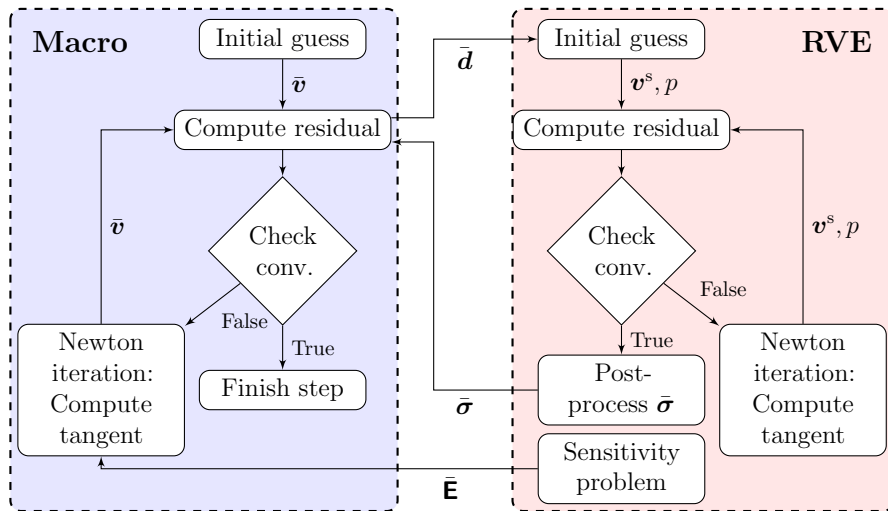 Macro
Initial guess
v̄
Compute residual
Check
conv.
v̄
False
True
Newton
iteration:
Compute
tangent
Finish step
d̄
σ̄
Ē
RVE
Initial guess
vˢ, p
Compute residual
Check
conv.
vˢ, p
False
True
Post-
process σ̄
Newton
iteration:
Compute
tangent
Sensitivity
problem